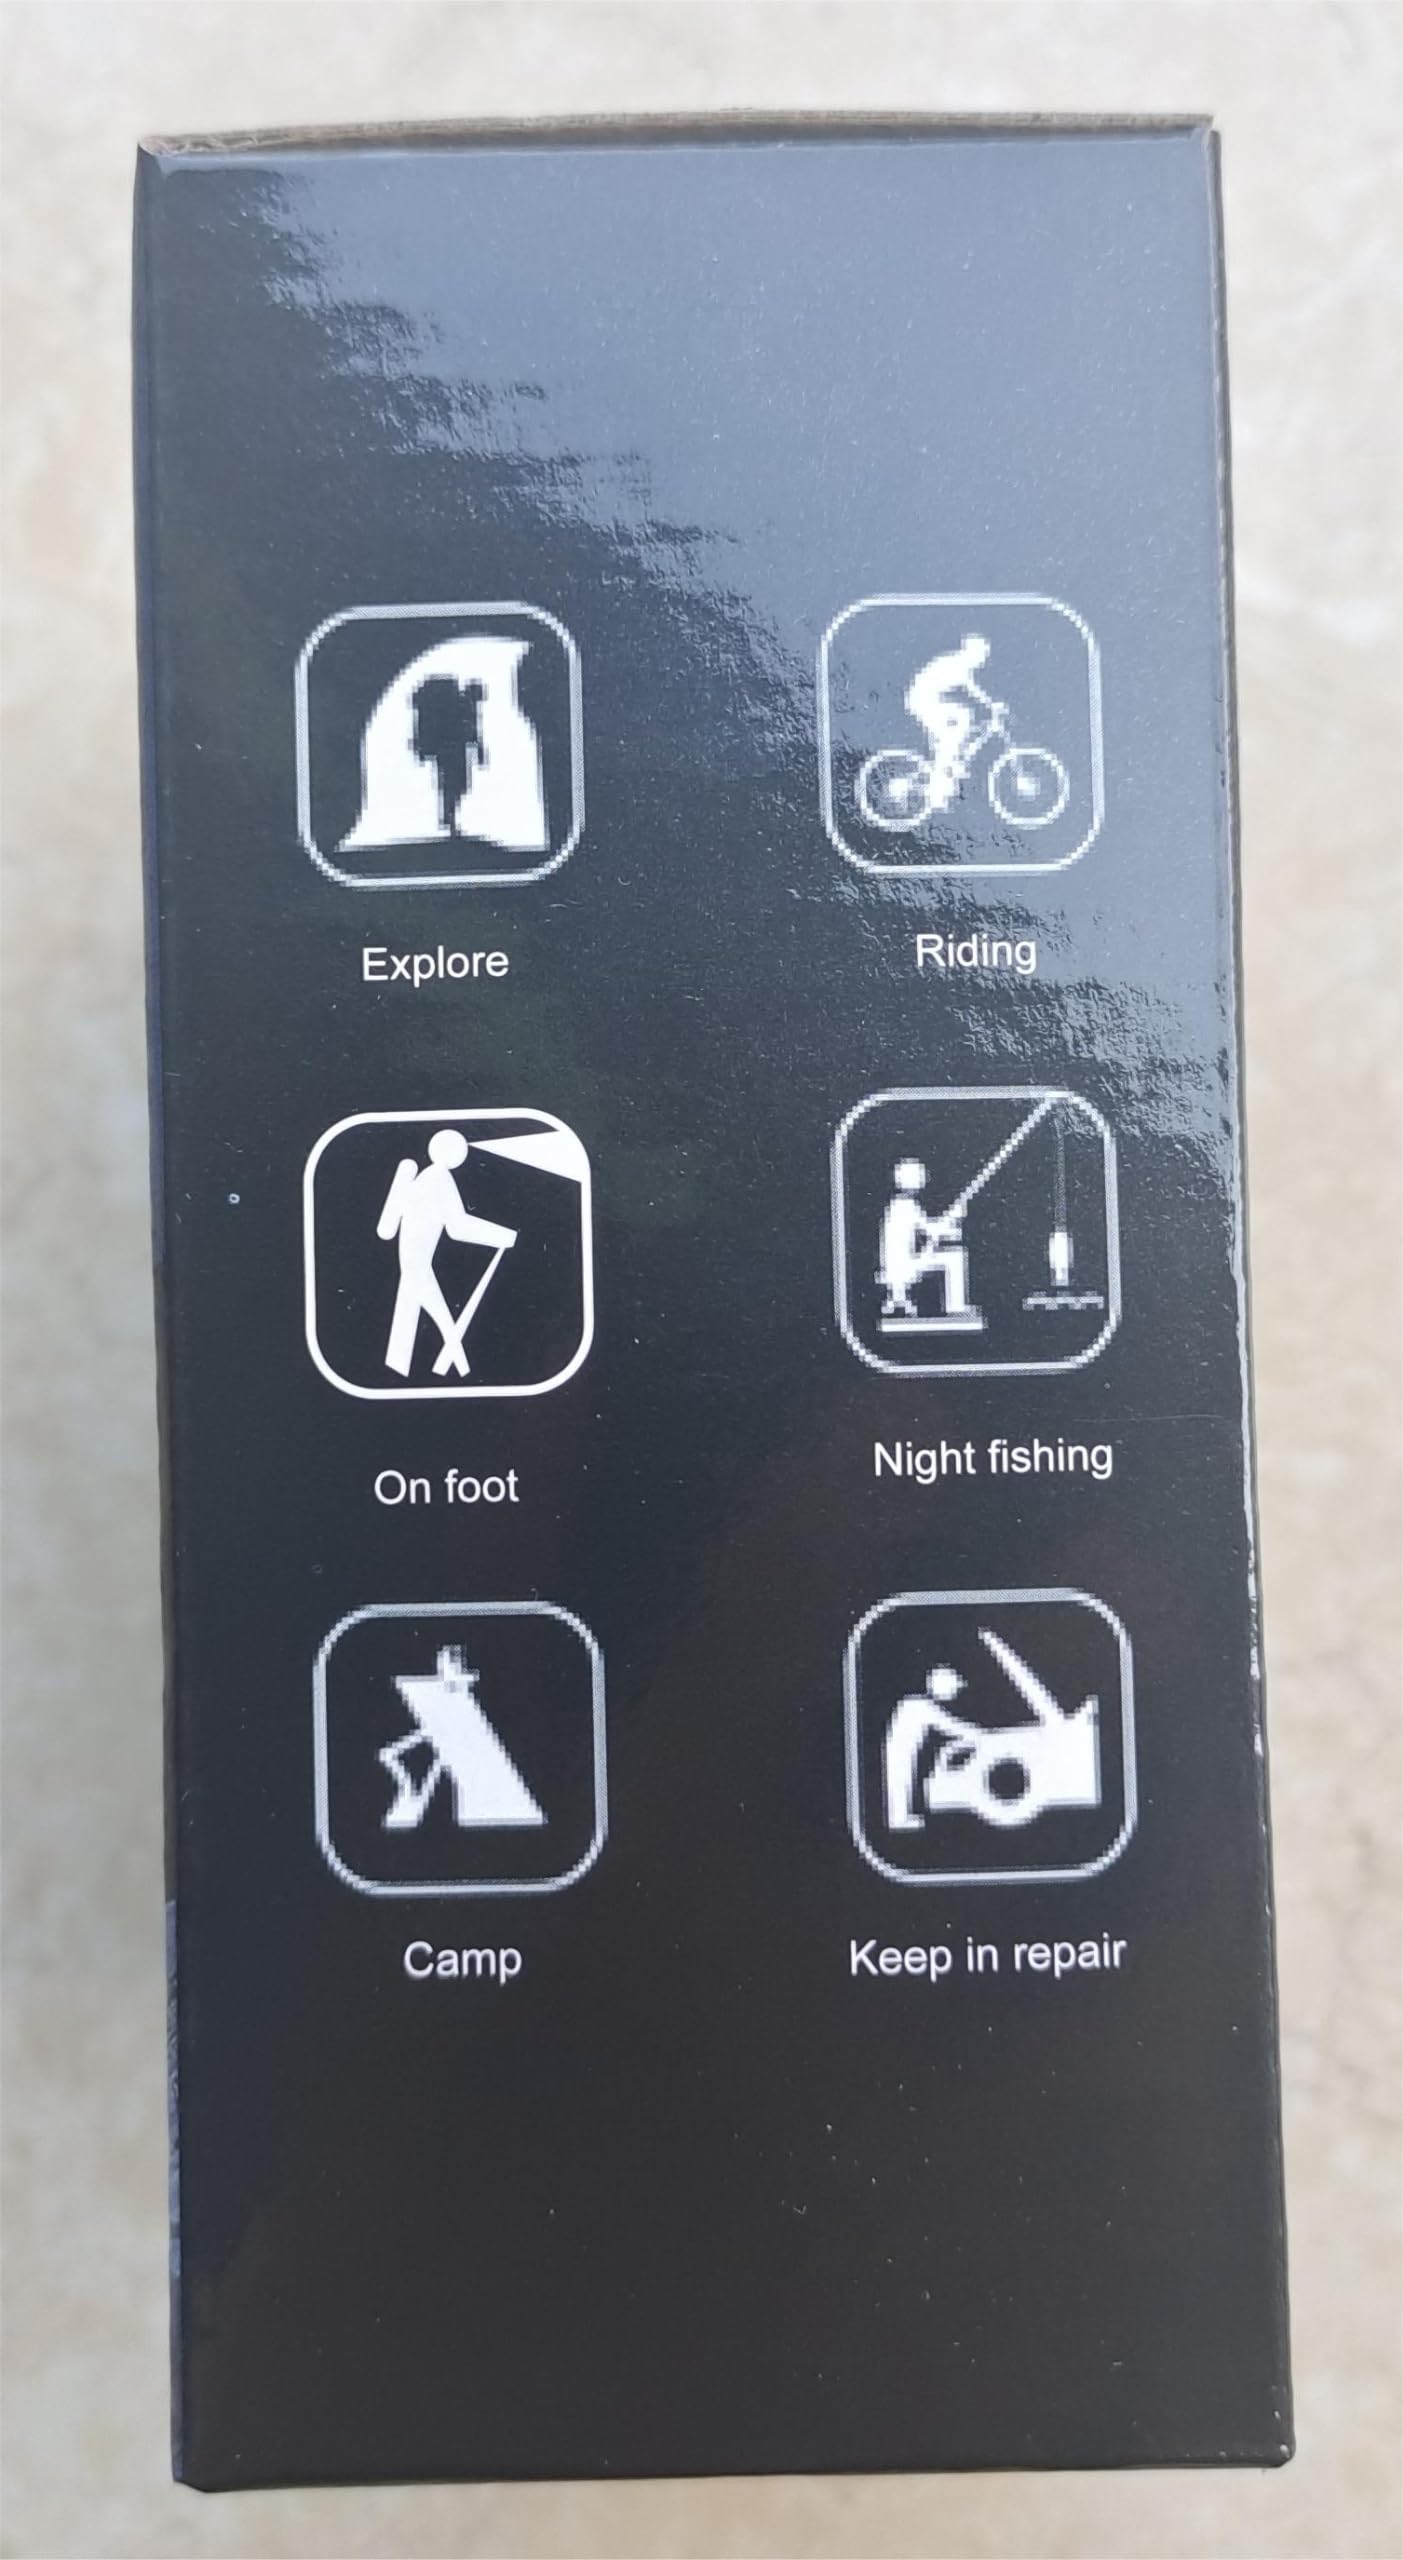 Explore
Riding
On foot
Night fishing
Camp
Keep in repair